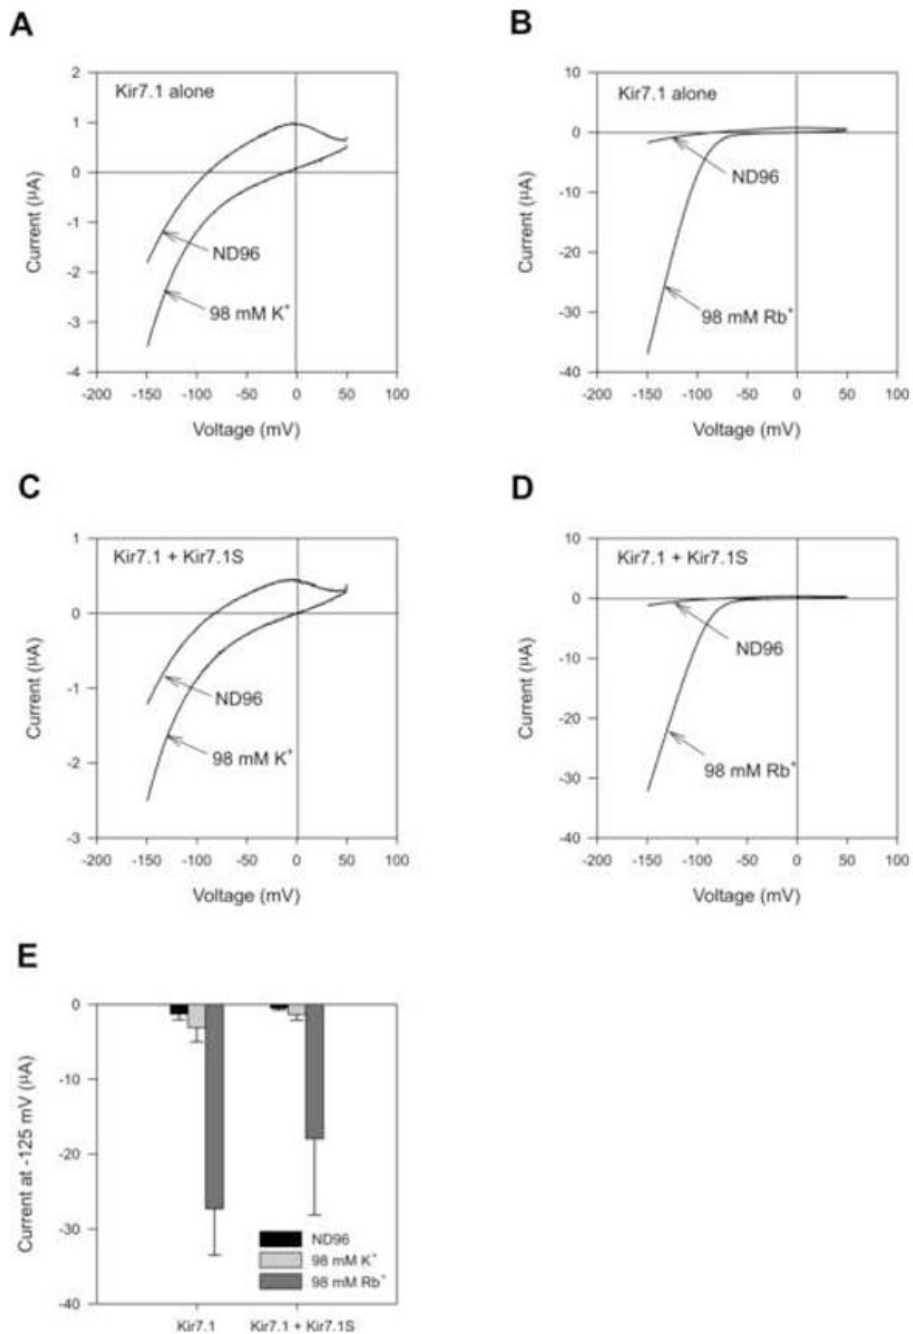 A
Kir7.1 alone
Current (µA)
2
1
0
-1
-2
-3
-4
ND96
98 mM K⁺
-200 -150 -100 -50 0 50 100
Voltage (mV)
B
Kir7.1 alone
Current (µA)
10
0
-10
-20
-30
-40
ND96
98 mM Rb⁺
-200 -150 -100 -50 0 50 100
Voltage (mV)
C
Kir7.1 + Kir7.1S
Current (µA)
1
0
-1
-2
-3
ND96
98 mM K⁺
-200 -150 -100 -50 0 50 100
Voltage (mV)
D
Kir7.1 + Kir7.1S
Current (µA)
10
0
-10
-20
-30
-40
ND96
98 mM Rb⁺
-200 -150 -100 -50 0 50 100
Voltage (mV)
E
Current at -125 mV (µA)
0
-10
-20
-30
-40
ND96
98 mM K⁺
98 mM Rb⁺
Kir7.1 Kir7.1 + Kir7.1S